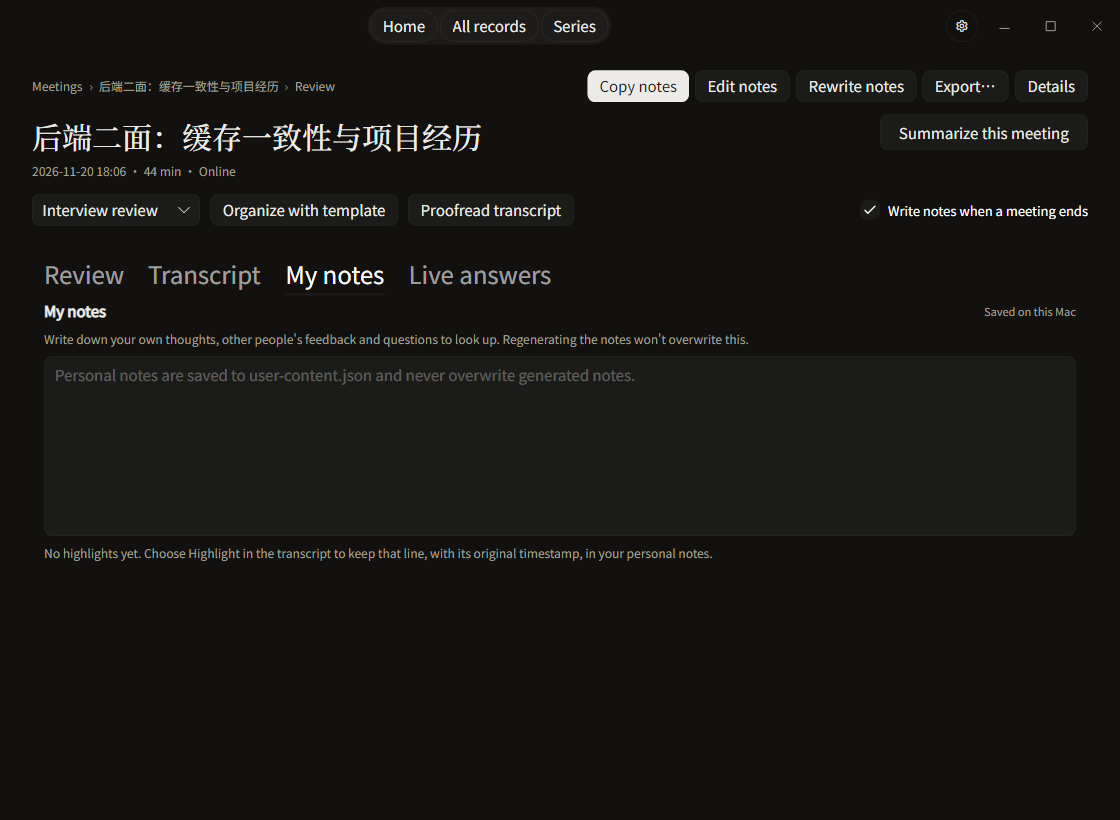 Home All records Series
Meetings › 后端二面：缓存一致性与项目经历 › Review
Copy notes Edit notes Rewrite notes Export··· Details
后端二面：缓存一致性与项目经历
Summarize this meeting
2026-11-20 18:06 • 44 min • Online
Interview review Organize with template Proofread transcript Write notes when a meeting ends
Review Transcript My notes Live answers
My notes Saved on this Mac
Write down your own thoughts, other people's feedback and questions to look up. Regenerating the notes won't overwrite this.
Personal notes are saved to user-content.json and never overwrite generated notes.
No highlights yet. Choose Highlight in the transcript to keep that line, with its original timestamp, in your personal notes.